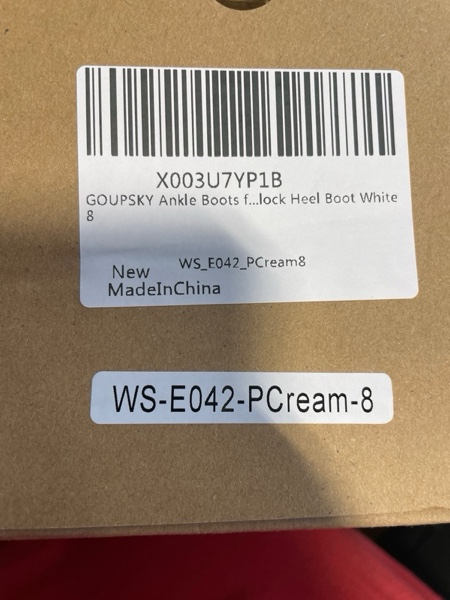 X003U7YP1B
GOUPSKY Ankle Boots f...lock Heel Boot White
8
WS_E042_PCream8
New
MadeInChina
WS-E042-PCream-8